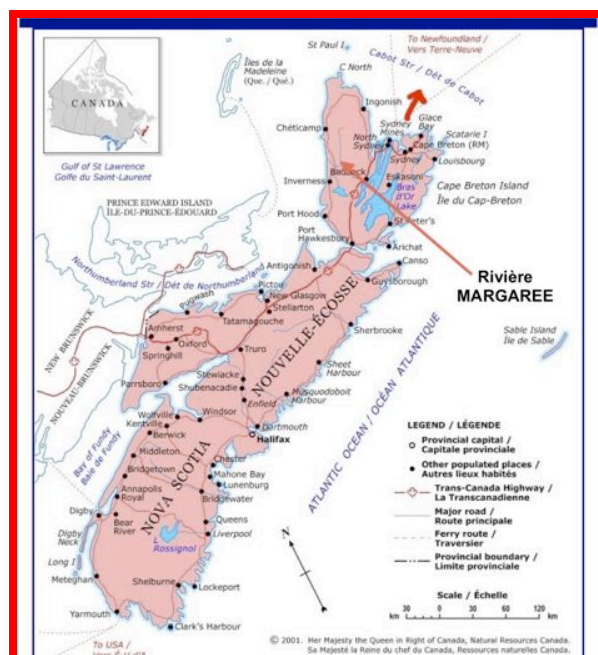 To Newfoundland /
Vers Terre-Neuve
St Paul I
Cabot Str / Dét de Cabot
Îles de la
Madeleine
(Que. / Qué.)
C North
CANADA
Ingonish
Gulf of St Lawrence
Golfe du Saint-Laurent
Chéticamp
North
Sydney
Sydney
Mines
Glace
Bay
Scatarie I
Cape Breton (RM)
Sydney
Louisbourg
Baddeck
Inverness
Eskasoni
Bras
D'Or
Lake
Cape Breton Island
Île du Cap-Breton
PRINCE EDWARD ISLAND
ÎLE-DU-PRINCE-ÉDOUARD
Port Hood
St Peter's
Port
Hawkesbury
Arichat
Canso
Northumberland Str / Dét de Northumberland
Antigonish
Guysborough
Rivière
MARGAREE
Pictou
New Glasgow
Stellarton
Pugwash
Tatamagouche
Amherst
Oxford
Springhill
Truro
NOUVELLE-ÉCOSSE
Sherbrooke
Sable Island
Île de Sable
NEW BRUNSWICK
NOUVEAU-BRUNSWICK
Parrsboro
Stewiacke
Shubenacadie
Sheet
Harbour
Enfield
Musquodoboit
Harbour
Wolfville
Kentville
Berwick
Windsor
Dartmouth
Halifax
ATLANTIC OCEAN / OCÉAN ATLANTIQUE
Bay of Fundy
Baie de Fundy
Middleton
Bridgetown
Chester
Mahone Bay
Lunenburg
Annapolis
Royal
NOVA SCOTIA
Bridgewater
Digby
Bear
River
Queens
Liverpool
Digby
Neck
L
Rossignol
Long I
Meteghan
Shelburne
Lockeport
Yarmouth
Clark's Harbour
To USA /
Vers É-U d'A
LEGEND / LÉGENDE
Provincial capital /
Capitale provinciale
Other populated places /
Autres lieux habités
Trans-Canada Highway /
La Transcanadienne
Major road /
Route principale
Ferry route /
Traversier
Provincial boundary /
Limite provinciale
N
Scale / Échelle
km 30 0 30 60 90 120 km
© 2001. Her Majesty the Queen in Right of Canada, Natural Resources Canada.
Sa Majesté la Reine du chef du Canada, Ressources naturelles Canada.